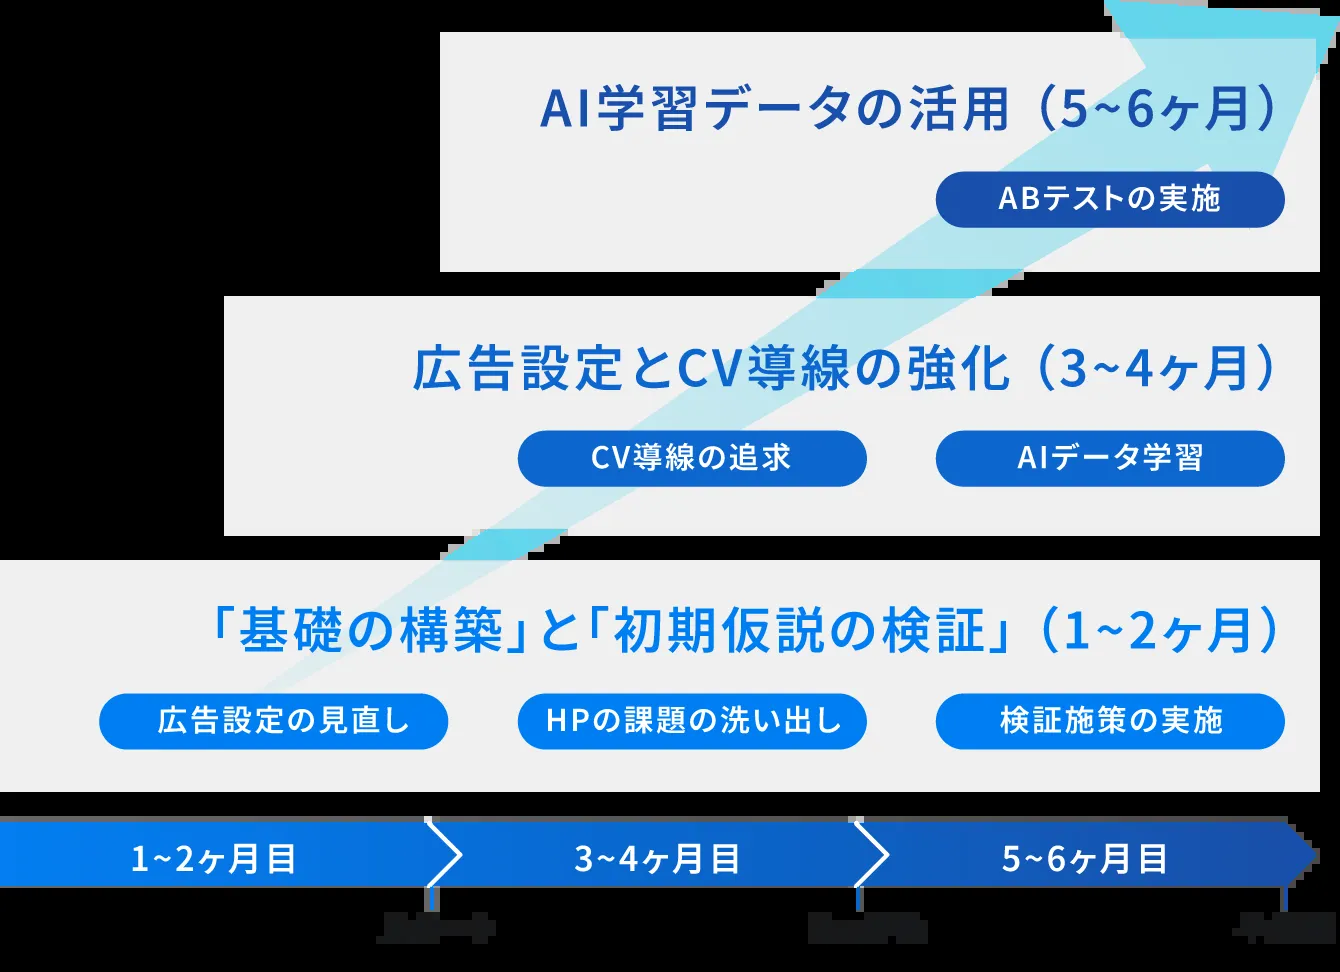 AI学習データの活用（5~6ヶ月）
ABテストの実施
広告設定とCV導線の強化（3~4ヶ月）
CV導線の追求
AIデータ学習
「基礎の構築」と「初期仮説の検証」（1~2ヶ月）
広告設定の見直し
HPの課題の洗い出し
検証施策の実施
1~2ヶ月目
3~4ヶ月目
5~6ヶ月目